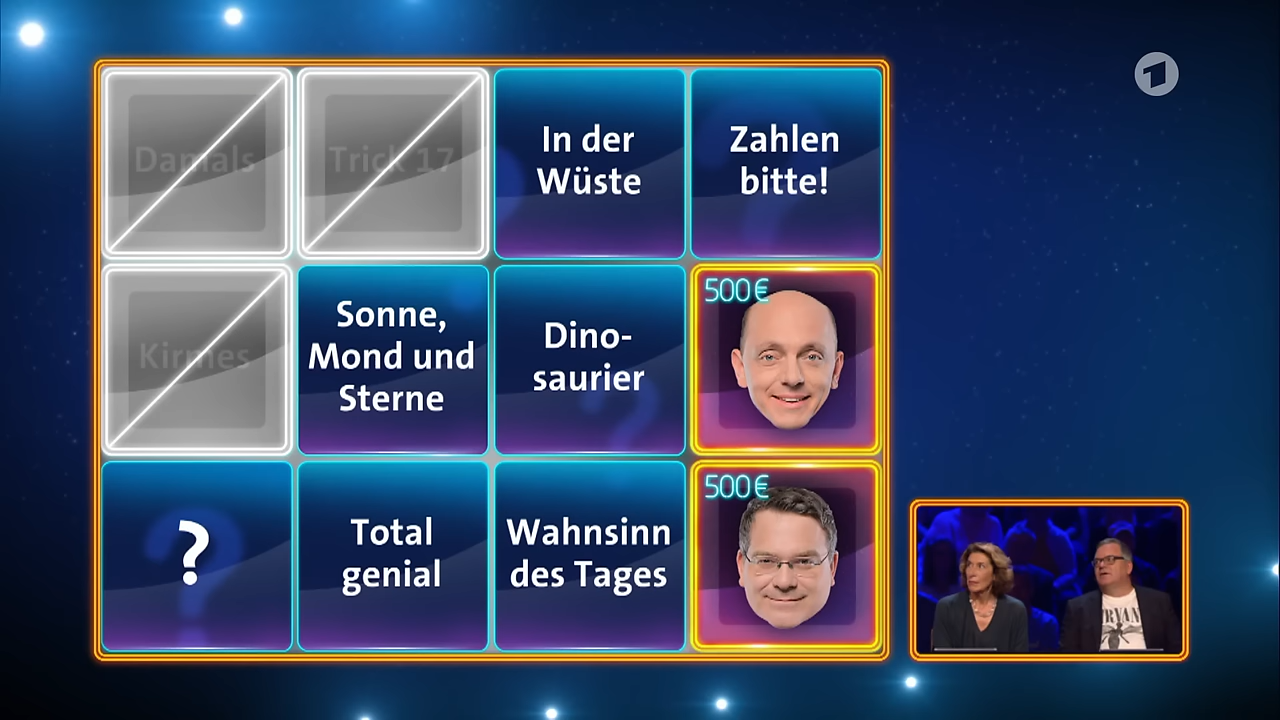 Damals
Trick 17
In der
Wüste
Zahlen
bitte!
Kirmes
Sonne,
Mond und
Sterne
Dino-
saurier
500€
?
Total
genial
Wahnsinn
des Tages
500€
NIRVANA
1